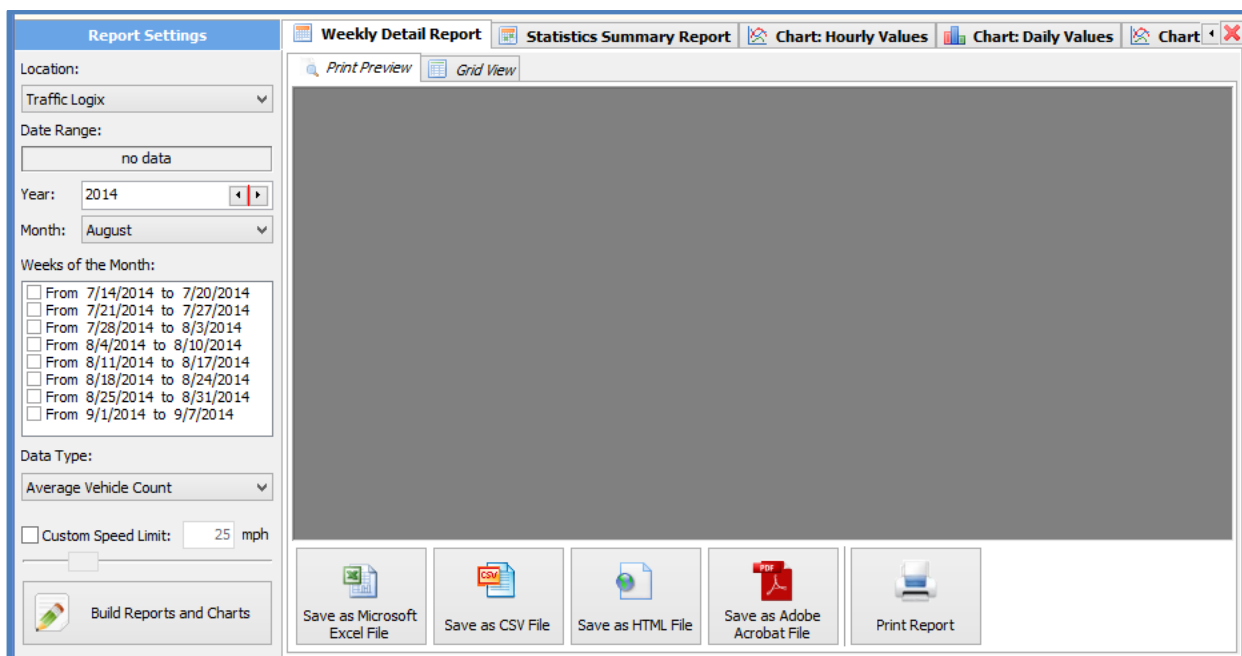 Report Settings
Location:
Traffic Logix
Date Range:
no data
Year:
2014
Month:
August
Weeks of the Month:
From 7/14/2014 to 7/20/2014
From 7/21/2014 to 7/27/2014
From 7/28/2014 to 8/3/2014
From 8/4/2014 to 8/10/2014
From 8/11/2014 to 8/17/2014
From 8/18/2014 to 8/24/2014
From 8/25/2014 to 8/31/2014
From 9/1/2014 to 9/7/2014
Data Type:
Average Vehicle Count
Custom Speed Limit: 25 mph
Build Reports and Charts
Weekly Detail Report
Statistics Summary Report
Chart: Hourly Values
Chart: Daily Values
Chart
Print Preview
Grid View
Save as Microsoft
Excel File
CSV
Save as CSV File
Save as HTML File
PDF
Save as Adobe
Acrobat File
Print Report